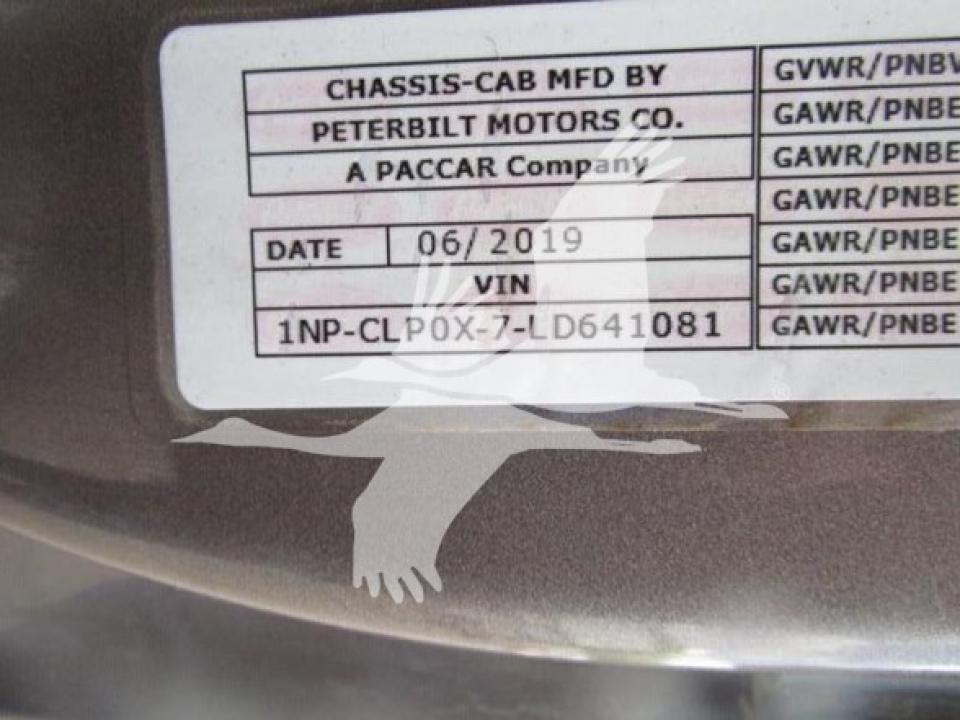 CHASSIS-CAB MFD BY
PETERBILT MOTORS CO.
A PACCAR Company
DATE 06/2019
VIN
1NP-CLP0X-7-LD641081
GVWR/PNBV
GAWR/PNBE
GAWR/PNBE
GAWR/PNBE
GAWR/PNBE
GAWR/PNBE
GAWR/PNBE